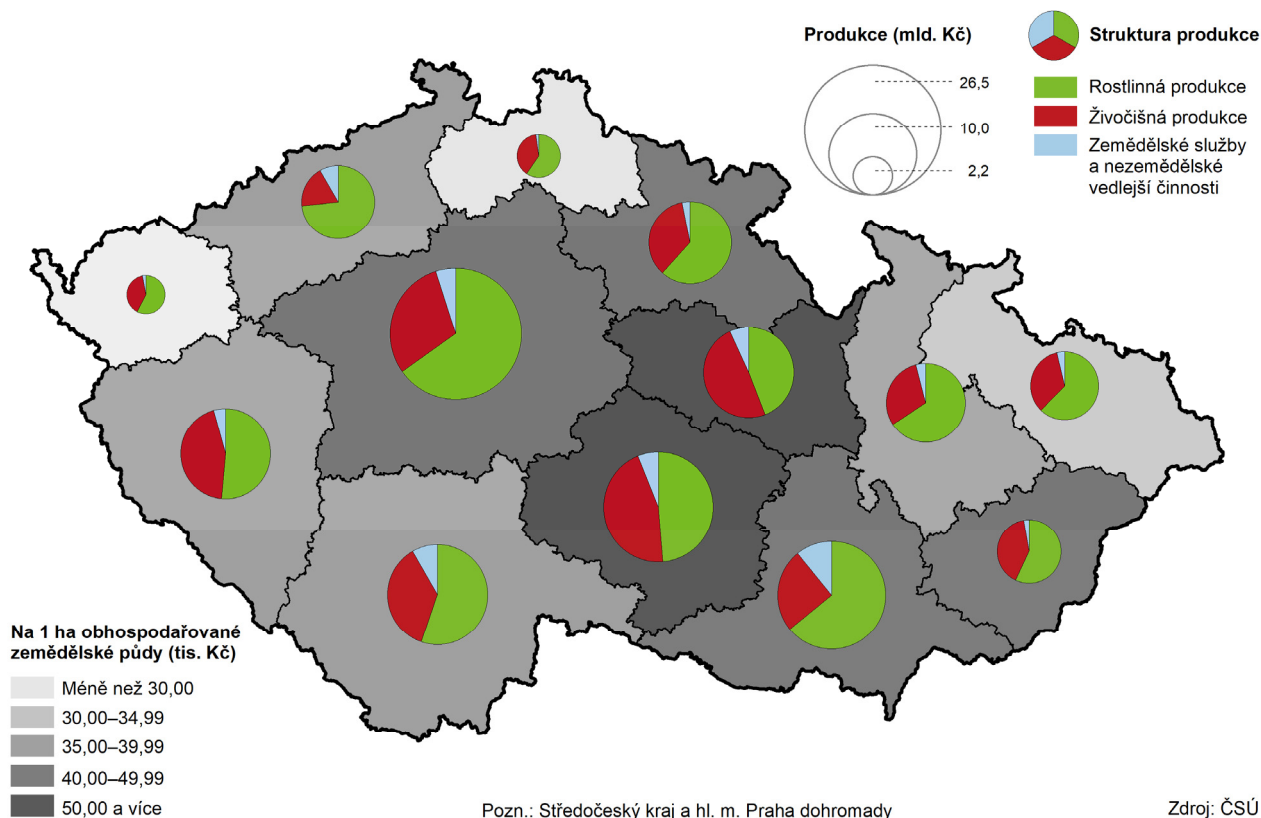 Produkce (mld. Kč)
26,5
10,0
2,2
Struktura produkce
Rostlinná produkce
Živočišná produkce
Zemědělské služby
a nezemědělské
vedlejší činnosti
Na 1 ha obhospodařované
zemědělské půdy (tis. Kč)
Méně než 30,00
30,00–34,99
35,00–39,99
40,00–49,99
50,00 a více
Pozn.: Středočeský kraj a hl. m. Praha dohromady
Zdroj: ČSÚ